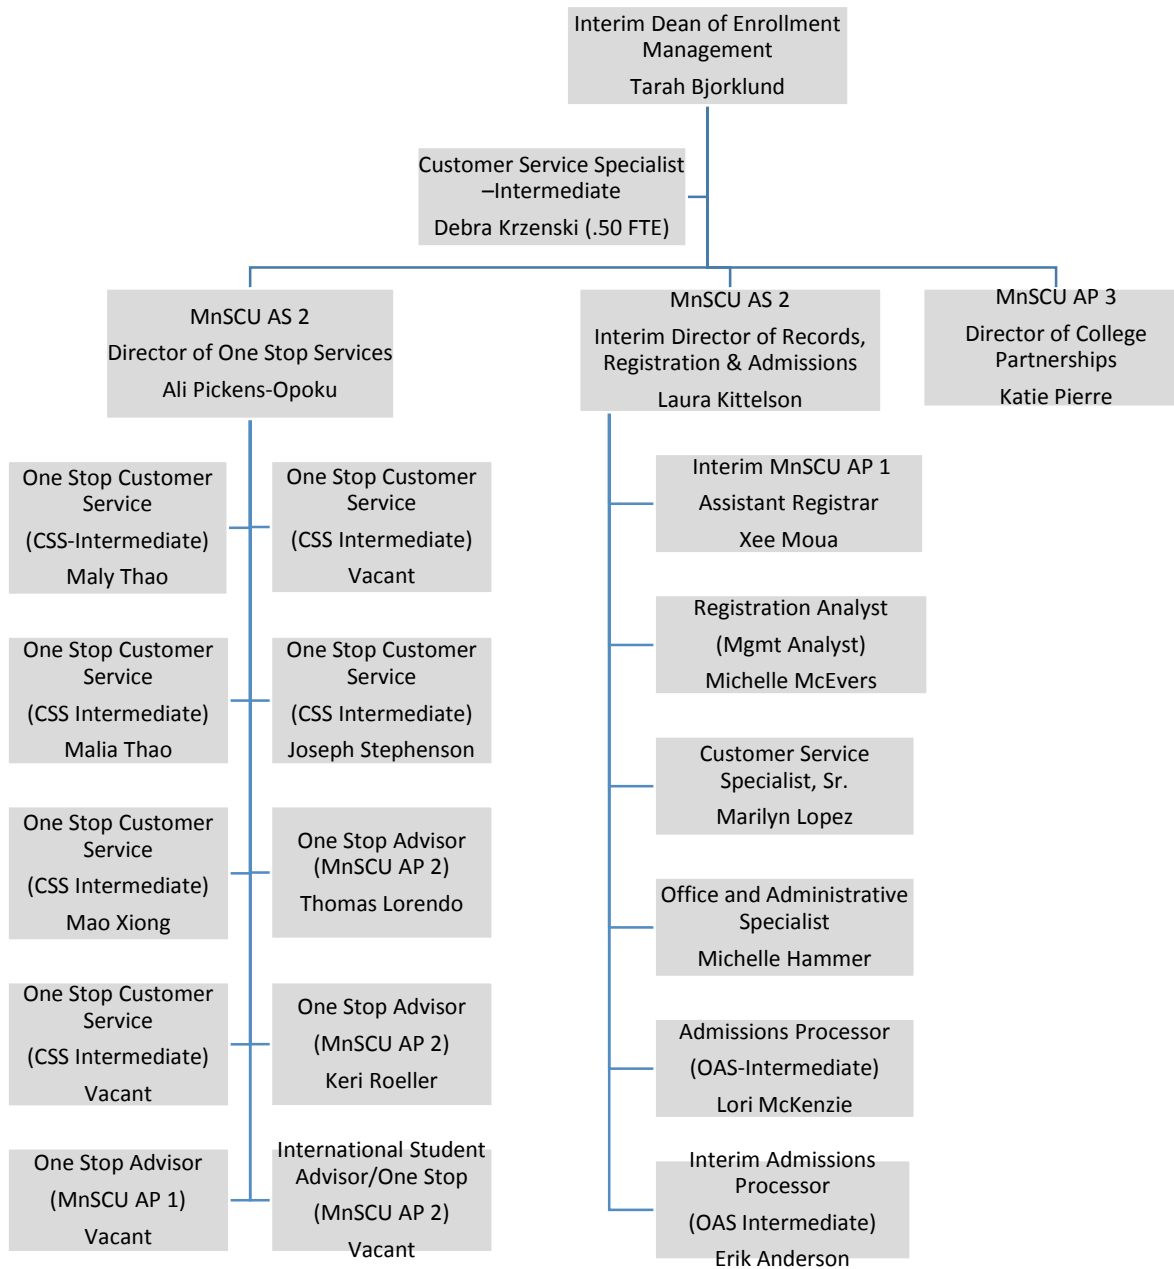 Interim Dean of Enrollment
Management
Tarah Bjorklund
Customer Service Specialist
–Intermediate
Debra Krzenski (.50 FTE)
MnSCU AS 2
Director of One Stop Services
Ali Pickens-Opoku
MnSCU AS 2
Interim Director of Records,
Registration & Admissions
Laura Kittelson
MnSCU AP 3
Director of College
Partnerships
Katie Pierre
One Stop Customer
Service
(CSS-Intermediate)
Maly Thao
One Stop Customer
Service
(CSS Intermediate)
Vacant
One Stop Customer
Service
(CSS Intermediate)
Malia Thao
One Stop Customer
Service
(CSS Intermediate)
Joseph Stephenson
One Stop Customer
Service
(CSS Intermediate)
Mao Xiong
One Stop Advisor
(MnSCU AP 2)
Thomas Lorendo
One Stop Customer
Service
(CSS Intermediate)
Vacant
One Stop Advisor
(MnSCU AP 2)
Keri Roeller
One Stop Advisor
(MnSCU AP 1)
Vacant
International Student
Advisor/One Stop
(MnSCU AP 2)
Vacant
Interim MnSCU AP 1
Assistant Registrar
Xee Moua
Registration Analyst
(Mgmt Analyst)
Michelle McEvers
Customer Service
Specialist, Sr.
Marilyn Lopez
Office and Administrative
Specialist
Michelle Hammer
Admissions Processor
(OAS-Intermediate)
Lori McKenzie
Interim Admissions
Processor
(OAS Intermediate)
Erik Anderson